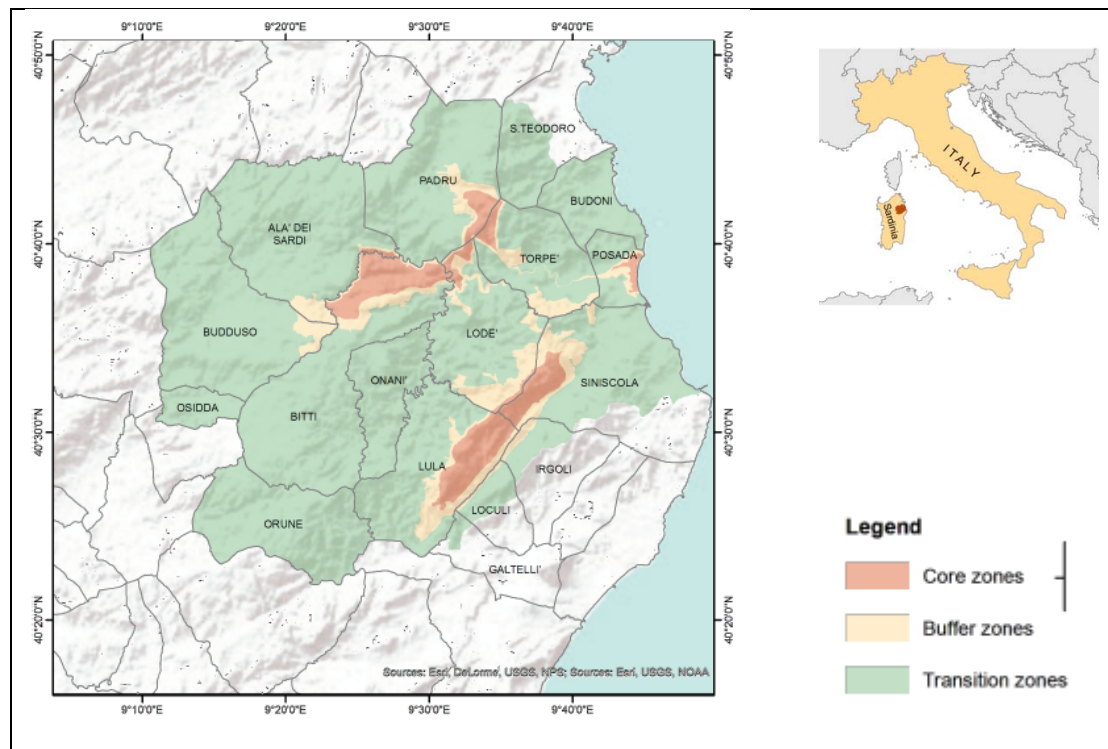 9°10'0"E
9°20'0"E
9°30'0"E
9°40'0"E
40°50'0"N
40°50'0"N
S.TEODORO
PADRU
BUDONI
ALA' DEI
SARDI
40°40'0"N
40°40'0"N
TORPE'
POSADA
BUDDUSO
LODE'
ONANI'
SINISCOLA
OSIDDA
BITTI
40°30'0"N
40°30'0"N
LULA
IRGOLI
LOCULI
ORUNE
GALTELLI'
40°20'0"N
40°20'0"N
Sources: Esri, DeLorme, USGS, NPS; Sources: Esri, USGS, NOAA
9°10'0"E
9°20'0"E
9°30'0"E
9°40'0"E
ITALY
Sardinia
Legend
Core zones
Buffer zones
Transition zones